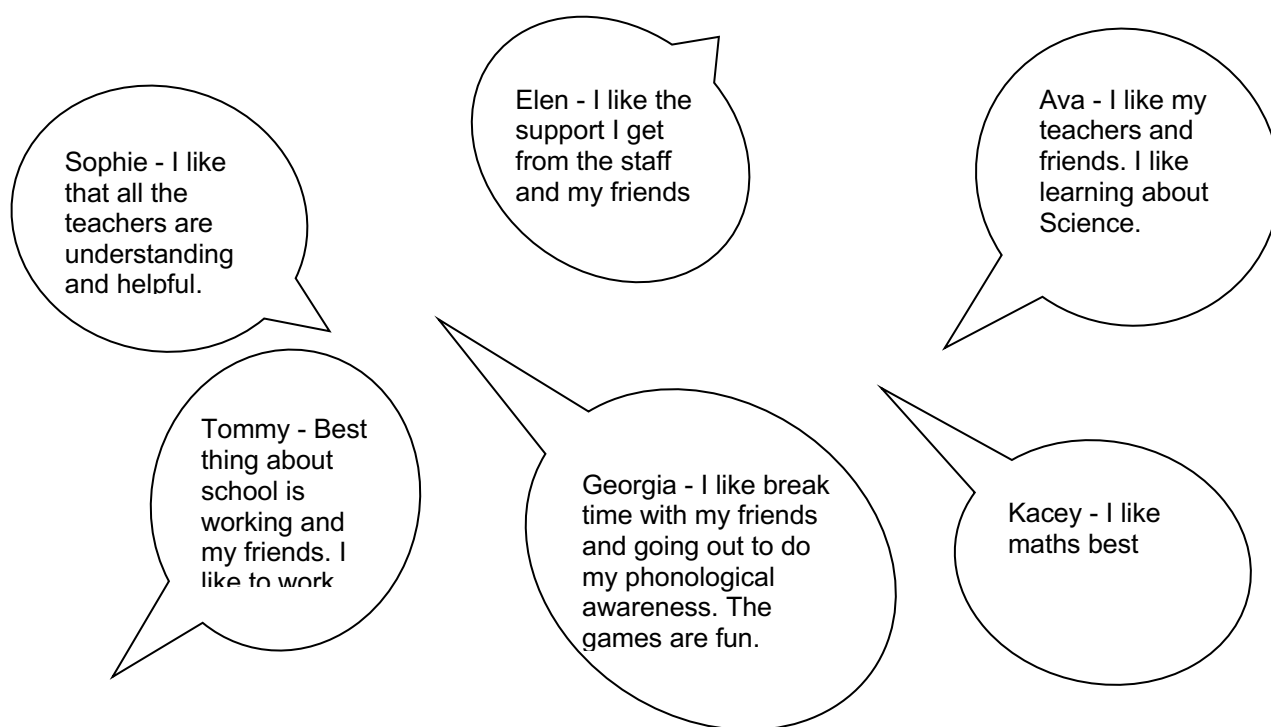 Sophie - I like
that all the
teachers are
understanding
and helpful.
Elen - I like the
support I get
from the staff
and my friends
Ava - I like my
teachers and
friends. I like
learning about
Science.
Tommy - Best
thing about
school is
working and
my friends. I
like to work
Georgia - I like break
time with my friends
and going out to do
my phonological
awareness. The
games are fun.
Kacey - I like
maths best